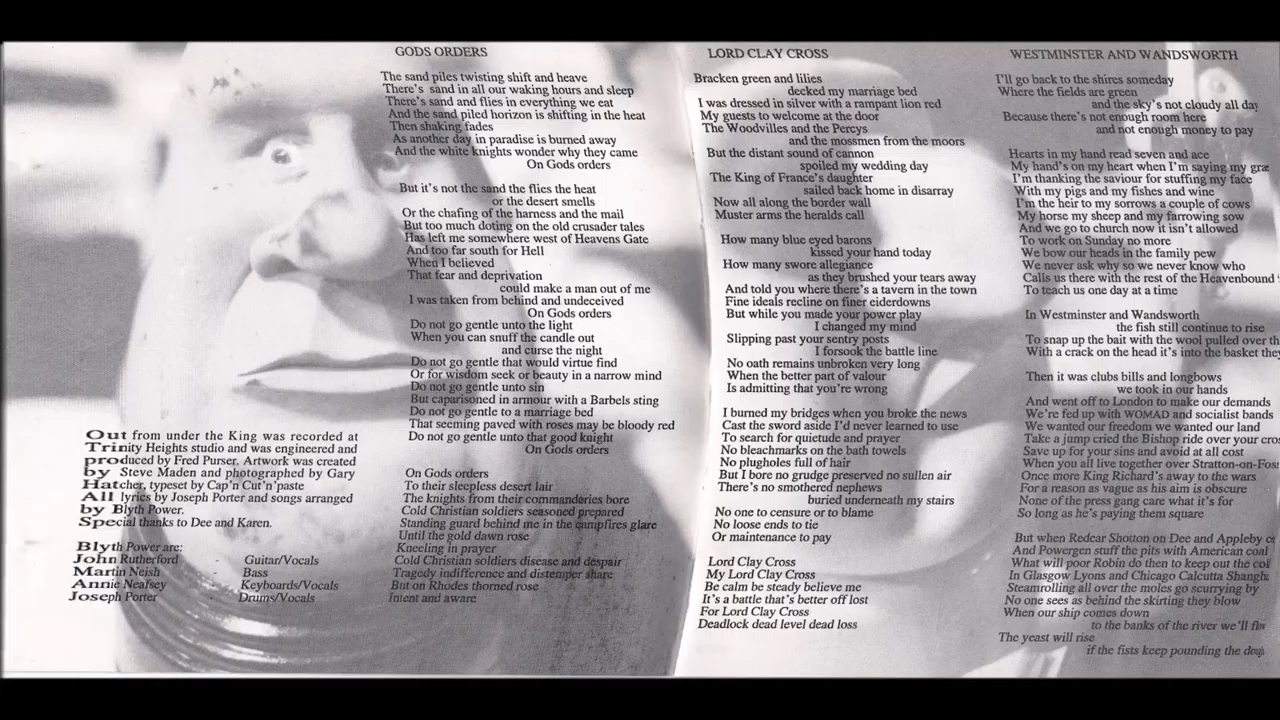 GODS ORDERS
The sand piles twisting shift and heave
There's sand in all our waking hours and sleep
There's sand and flies in everything we eat
And the sand piled horizon is shifting in the heat
Then shaking fades
As another day in paradise is burned away
And the white knights wonder why they came
On Gods orders
But it's not the sand the flies the heat
or the desert smells
Or the chafing of the harness and the mail
But too much doting on the old crusader tales
Has left me somewhere west of Heavens Gate
And too far south for Hell
When I believed
That fear and deprivation
could make a man out of me
I was taken from behind and undeceived
On Gods orders
Do not go gentle unto the light
When you can snuff the candle out
and curse the night
Do not go gentle that would virtue find
Or for wisdom seek or beauty in a narrow mind
Do not go gentle unto sin
But caparisoned in armour with a Barbels sting
Do not go gentle to a marriage bed
That seeming paved with roses may be bloody red
Do not go gentle unto that good knight
On Gods orders
On Gods orders
To their sleepless desert lair
The knights from their commanderies bore
Cold Christian soldiers seasoned prepared
Standing guard behind me in the campfires glare
Until the gold dawn rose
Kneeling in prayer
Cold Christian soldiers disease and despair
Tragedy indifference and distemper share
But on Rhodes thorned rose
Intent and aware
Out from under the King was recorded at
Trinity Heights studio and was engineered and
produced by Fred Purser. Artwork was created
by Steve Maden and photographed by Gary
Hatcher, typeset by Cap'n Cut'n'paste
All lyrics by Joseph Porter and songs arranged
by Blyth Power.
Special thanks to Dee and Karen.
Blyth Power are:
John Rutherford Guitar/Vocals
Martin Neish Bass
Annie Neafsey Keyboards/Vocals
Joseph Porter Drums/Vocals
LORD CLAY CROSS
Bracken green and lilies
decked my marriage bed
I was dressed in silver with a rampant lion red
My guests to welcome at the door
The Woodvilles and the Percys
and the mossmen from the moors
But the distant sound of cannon
spoiled my wedding day
The King of France's daughter
sailed back home in disarray
Now all along the border wall
Muster arms the heralds call
How many blue eyed barons
kissed your hand today
How many swore allegiance
as they brushed your tears away
And told you where there's a tavern in the town
Fine ideals recline on finer eiderdowns
But while you made your power play
I changed my mind
Slipping past your sentry posts
I forsook the battle line
No oath remains unbroken very long
When the better part of valour
Is admitting that you're wrong
I burned my bridges when you broke the news
Cast the sword aside I'd never learned to use
To search for quietude and prayer
No bleachmarks on the bath towels
No plugholes full of hair
But I bore no grudge preserved no sullen air
There's no smothered nephews
buried underneath my stairs
No one to censure or to blame
No loose ends to tie
Or maintenance to pay
Lord Clay Cross
My Lord Clay Cross
Be calm be steady believe me
It's a battle that's better off lost
For Lord Clay Cross
Deadlock dead level dead loss
WESTMINSTER AND WANDSWORTH
I'll go back to the shires someday
Where the fields are green
and the sky's not cloudy all day
Because there's not enough room here
and not enough money to pay
Hearts in my hand read seven and ace
My hand's on my heart when I'm saying my
I'm thanking the saviour for stuffing my face
With my pigs and my fishes and wine
I'm the heir to my sorrows a couple of cows
My horse my sheep and my farrowing sow
And we go to church now it isn't allowed
To work on Sunday no more
We bow our heads in the family pew
We never ask why so we never know who
Calls us there with the rest of the Heavenbound
To teach us one day at a time
In Westminster and Wandsworth
the fish still continue to rise
To snap up the bait with the wool pulled over
With a crack on the head it's into the basket
Then it was clubs bills and longbows
we took in our hands
And went off to London to make our demands
We're fed up with WOMAD and socialist bands
We wanted our freedom we wanted our land
Take a jump cried the Bishop ride over your
Save up for your sins and avoid at all cost
When you all live together over Stratton-on-
Once more King Richard's away to the wars
For a reason as vague as his aim is obscure
None of the press gang care what it's for
So long as he's paying them square
But when Redcar Shotton on Dee and Appleby
And Powergen stuff the pits with American coal
What will poor Robin do then to keep out the
In Glasgow Lyons and Chicago Calcutta
Steamrolling all over the moles go scurrying by
No one sees as behind the skirting they blow
When our ship comes down
to the banks of the river we'll
The yeast will rise
if the fists keep pounding the